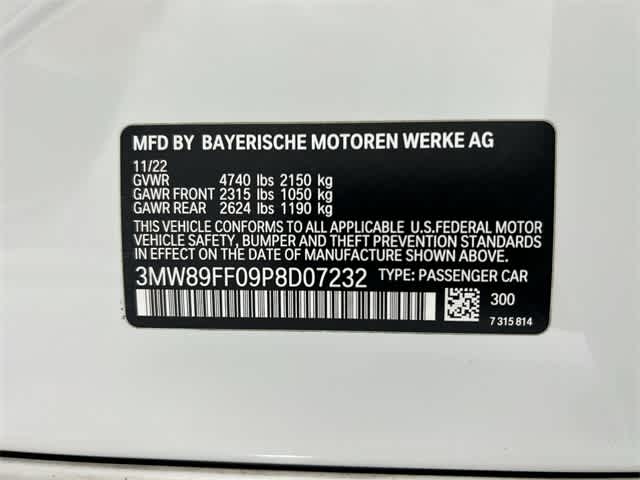 MFD BY BAYERISCHE MOTOREN WERKE AG
11/22
GVWR 4740 lbs 2150 kg
GAWR FRONT 2315 lbs 1050 kg
GAWR REAR 2624 lbs 1190 kg
THIS VEHICLE CONFORMS TO ALL APPLICABLE U.S.FEDERAL MOTOR
VEHICLE SAFETY, BUMPER AND THEFT PREVENTION STANDARDS
IN EFFECT ON THE DATE OF MANUFACTURE SHOWN ABOVE.
3MW89FF09P8D07232 TYPE: PASSENGER CAR
300
7 315 814